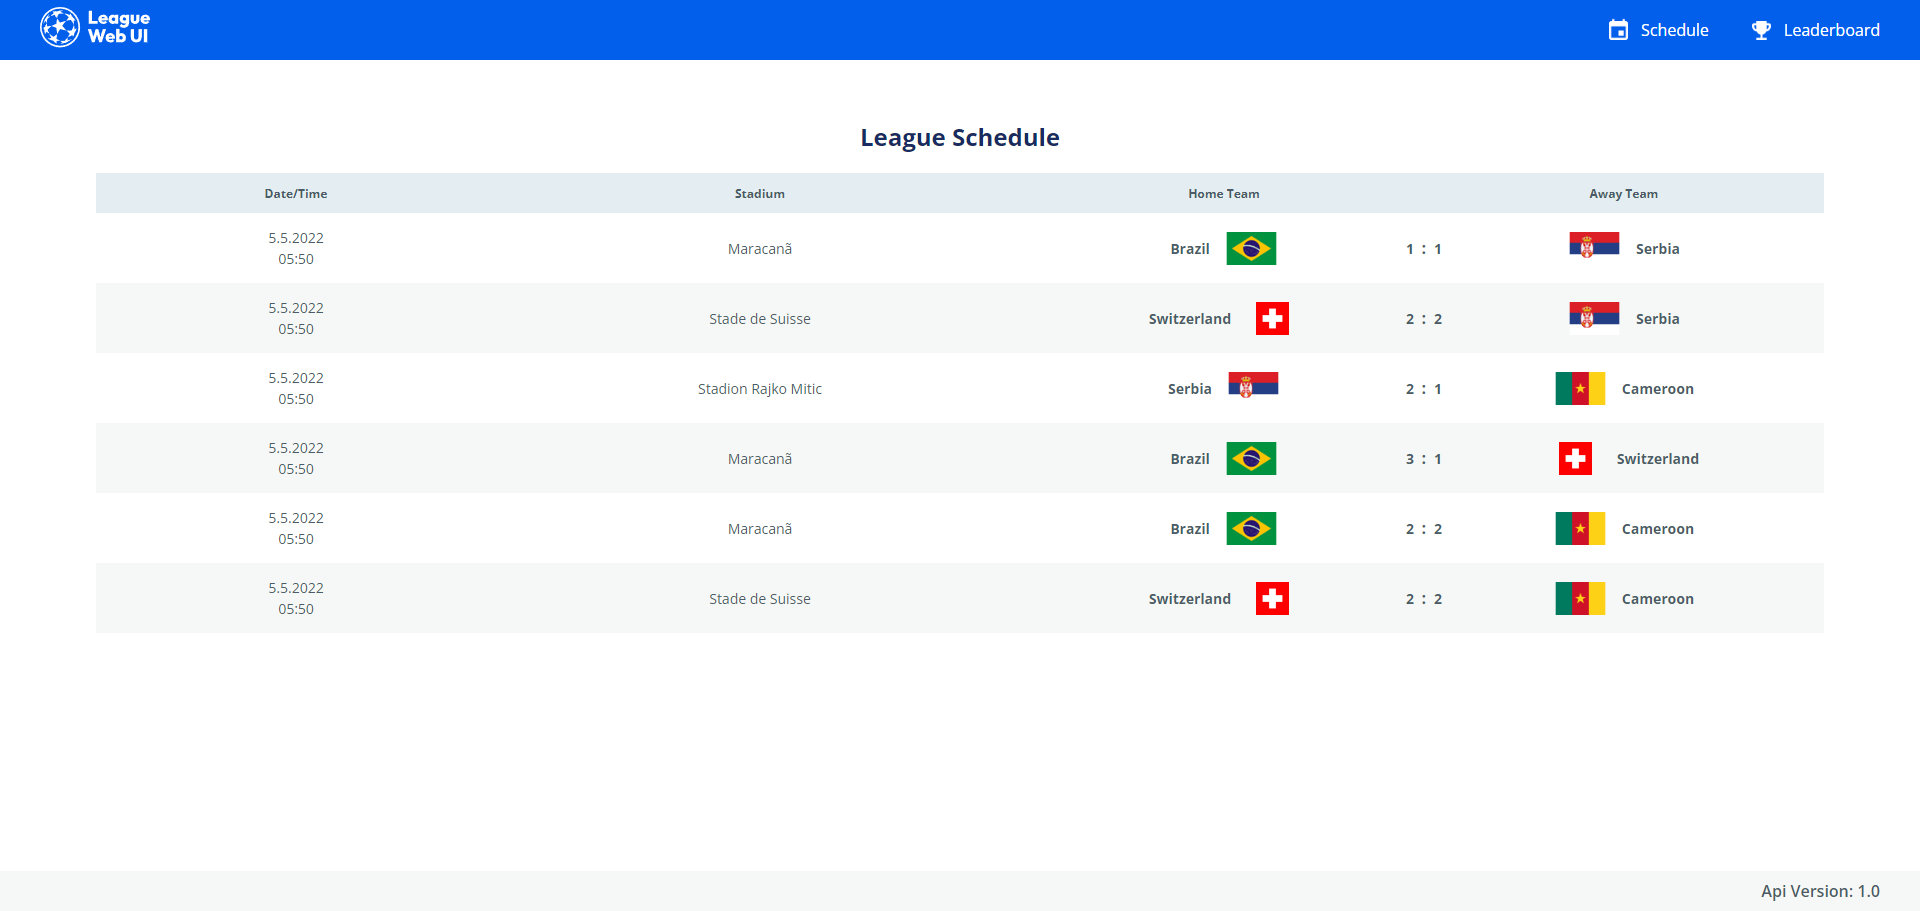 League
Web UI
Schedule
Leaderboard
League Schedule
Date/Time Stadium Home Team Away Team
5.5.2022
05:50
Maracanã Brazil 1 : 1 Serbia
5.5.2022
05:50
Stade de Suisse Switzerland 2 : 2 Serbia
5.5.2022
05:50
Stadion Rajko Mitic Serbia 2 : 1 Cameroon
5.5.2022
05:50
Maracanã Brazil 3 : 1 Switzerland
5.5.2022
05:50
Maracanã Brazil 2 : 2 Cameroon
5.5.2022
05:50
Stade de Suisse Switzerland 2 : 2 Cameroon
Api Version: 1.0